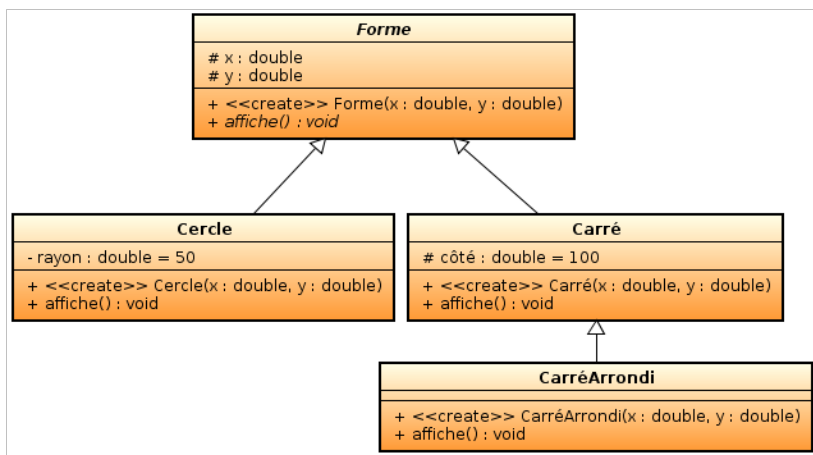 Forme
# x : double
# y : double
+ <<create>> Forme(x : double, y : double)
+ affiche() : void
Cercle
- rayon : double = 50
+ <<create>> Cercle(x : double, y : double)
+ affiche() : void
Carré
# côté : double = 100
+ <<create>> Carré(x : double, y : double)
+ affiche() : void
CarréArrondi
+ <<create>> CarréArrondi(x : double, y : double)
+ affiche() : void